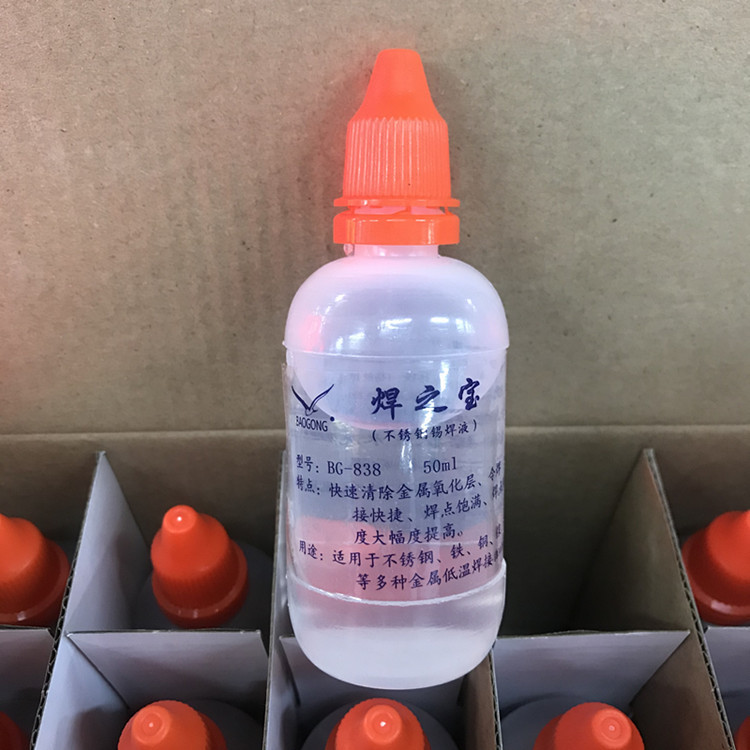 焊之宝
BAOGONG
(不锈钢锡焊液)
型号: BG-838 50ml
特点: 快速清除金属氧化层、令
接快捷、焊点饱满、
度大幅度提高。
用途: 适用于不锈钢、铁、铜、
等多种金属低温焊接